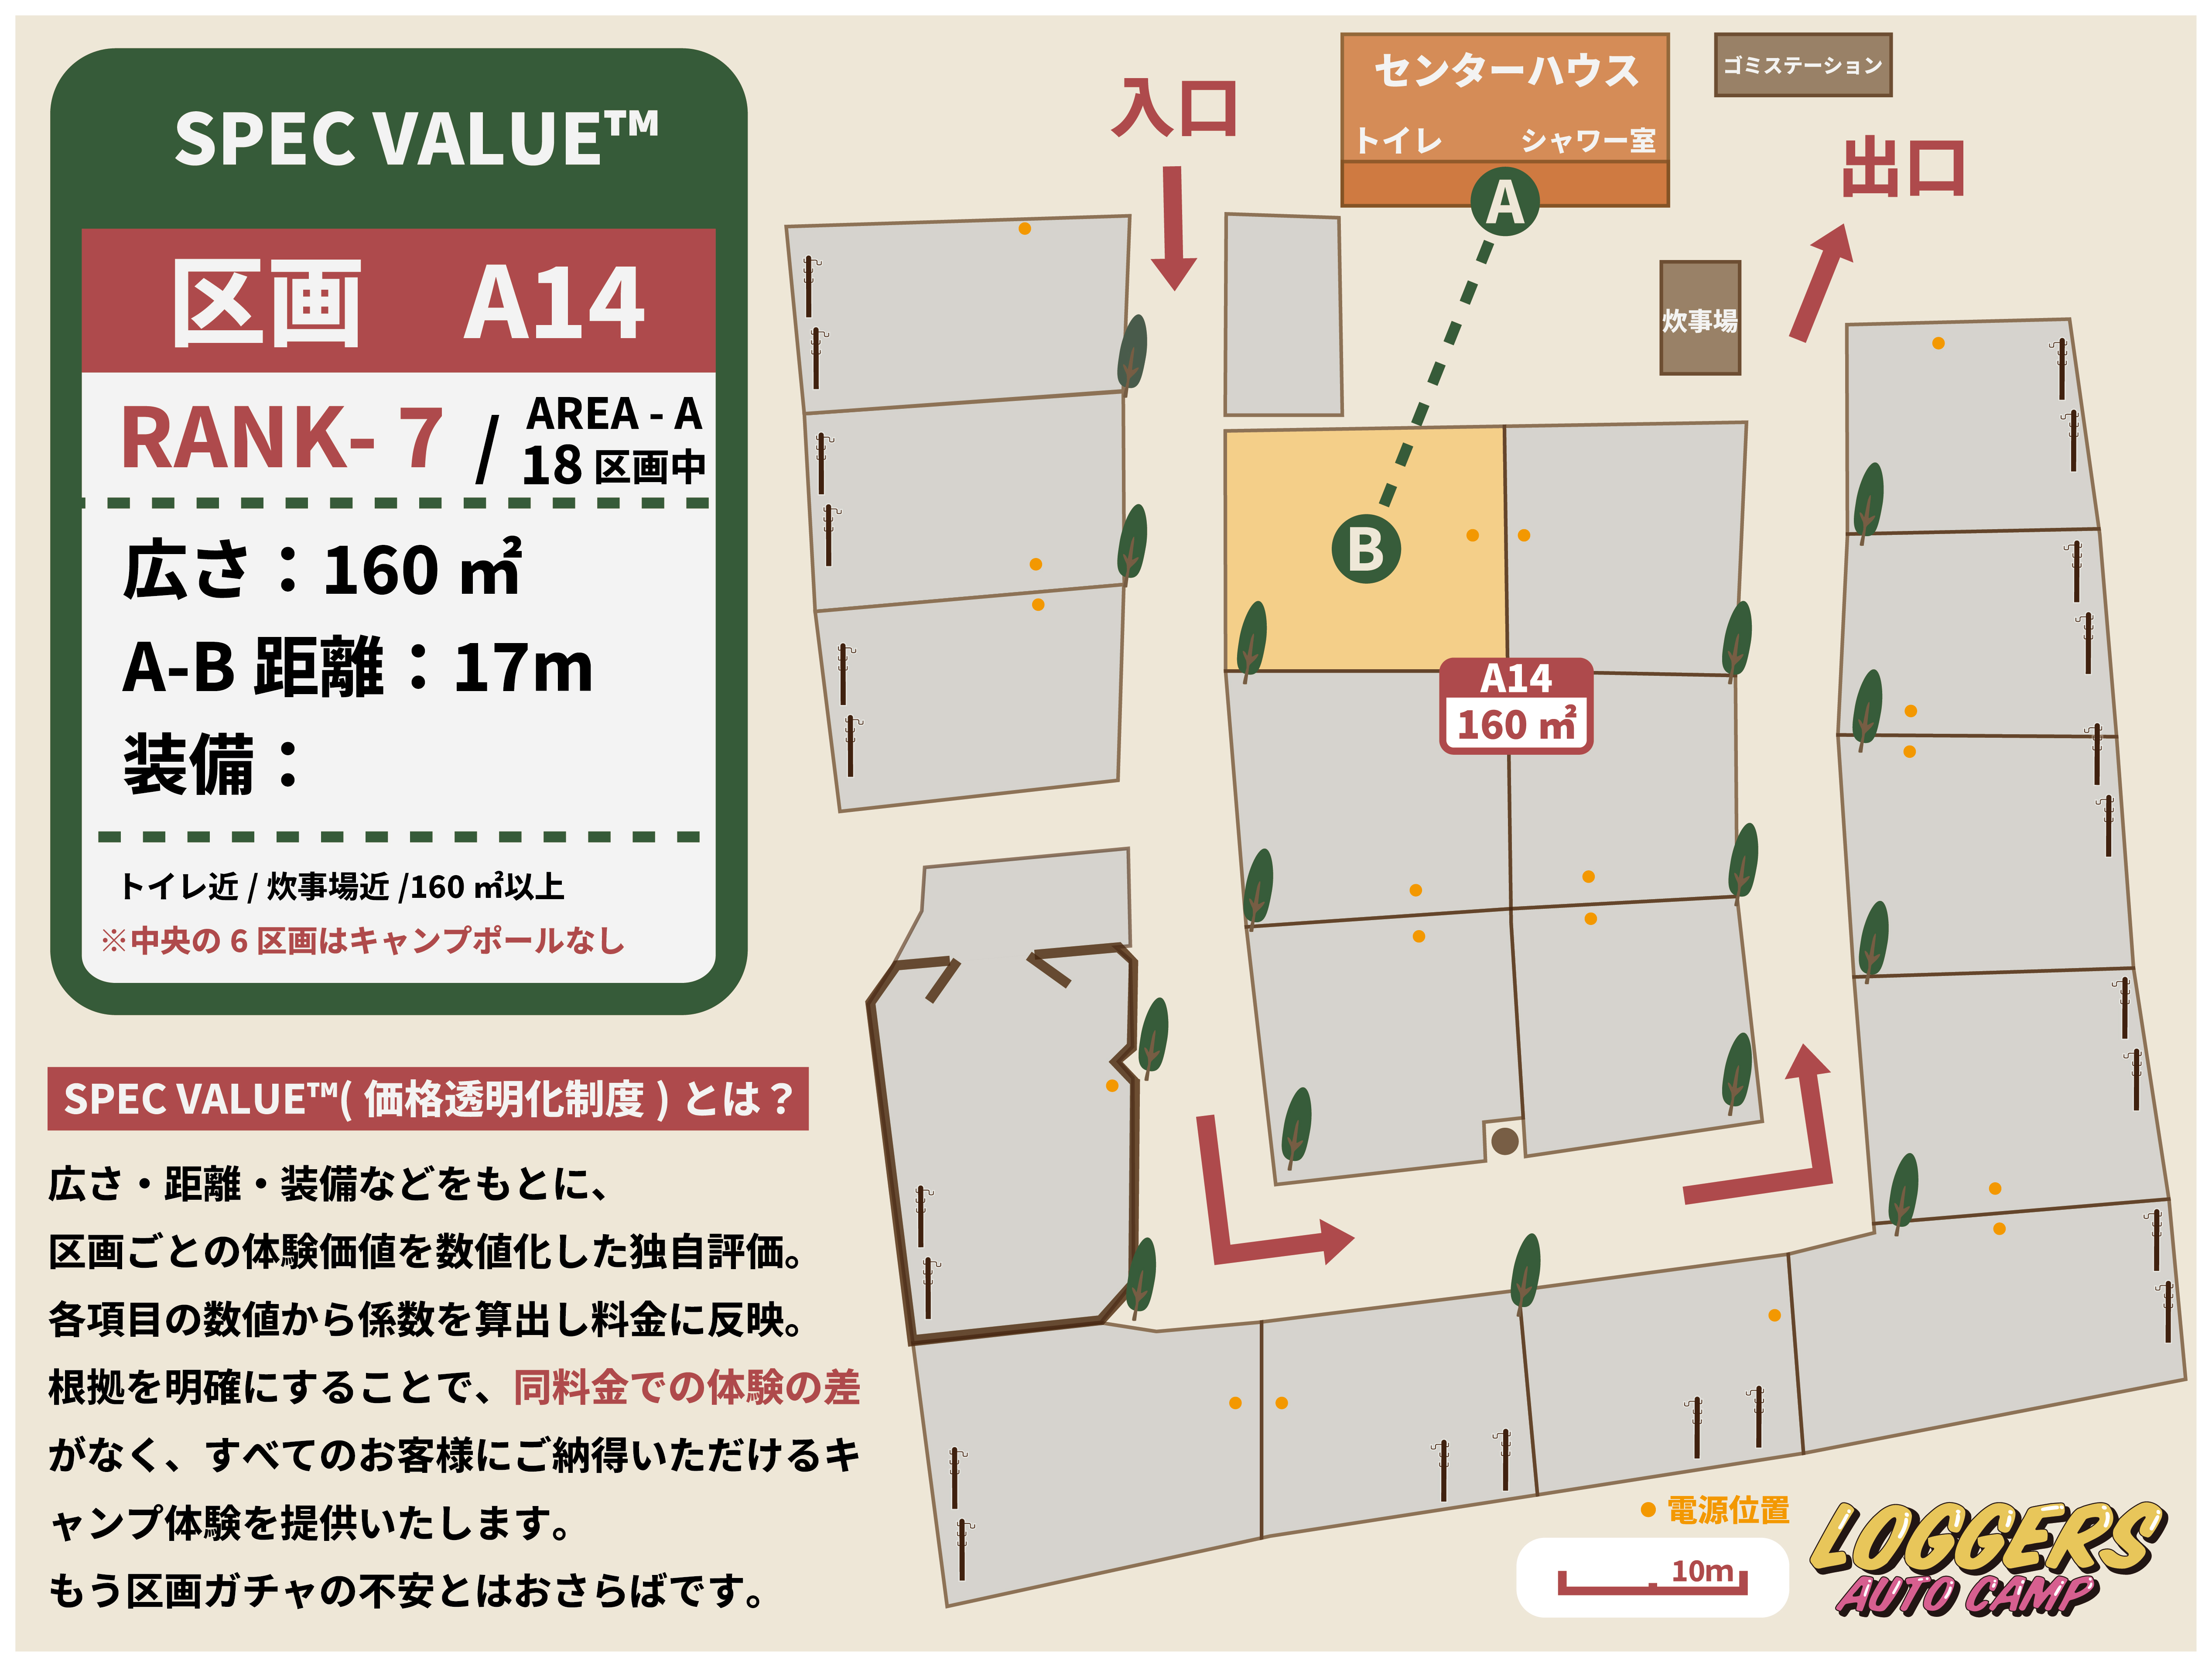 SPEC VALUE™
区画 A14
RANK- 7 / AREA - A
18 区画中
広さ：160 ㎡
A-B 距離：17m
装備：
トイレ近 / 炊事場近 /160 ㎡以上
※中央の 6 区画はキャンプポールなし
SPEC VALUE™( 価格透明化制度 ) とは？
広さ・距離・装備などをもとに、
区画ごとの体験価値を数値化した独自評価。
各項目の数値から係数を算出し料金に反映。
根拠を明確にすることで、同料金での体験の差
がなく、すべてのお客様にご納得いただけるキ
ャンプ体験を提供いたします。
もう区画ガチャの不安とはおさらばです。
入口
センターハウス
トイレ シャワー室
ゴミステーション
出口
A
炊事場
B
A14
160 ㎡
電源位置
10m
LOGGERS
AUTO CAMP